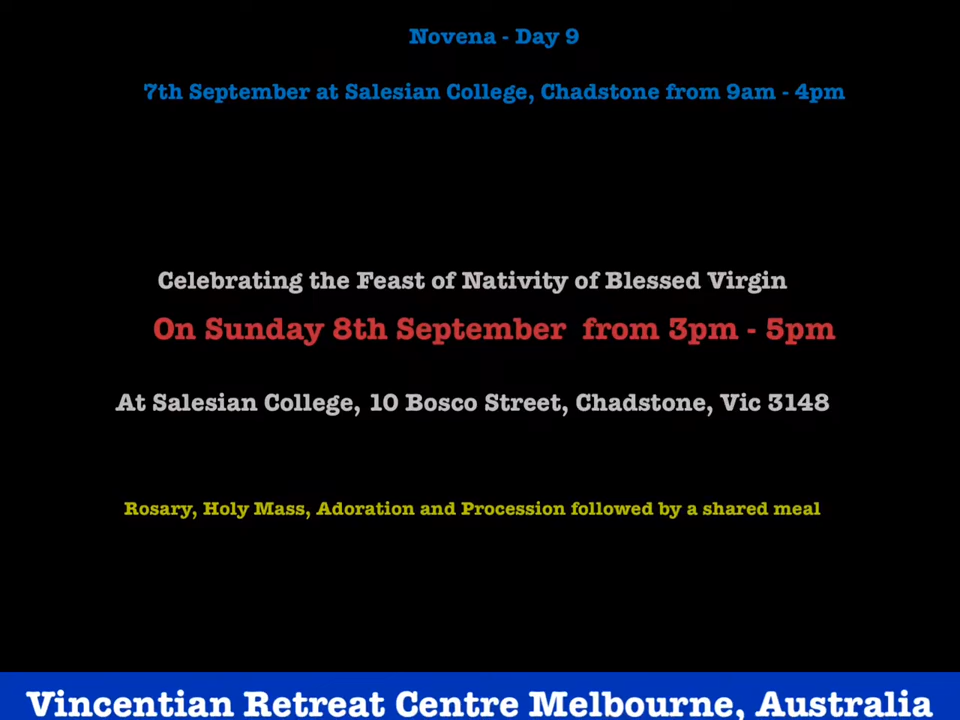 Novena - Day 9
7th September at Salesian College, Chadstone from 9am - 4pm
Celebrating the Feast of Nativity of Blessed Virgin
On Sunday 8th September from 3pm - 5pm
At Salesian College, 10 Bosco Street, Chadstone, Vic 3148
Rosary, Holy Mass, Adoration and Procession followed by a shared meal
Vincentian Retreat Centre Melbourne, Australia